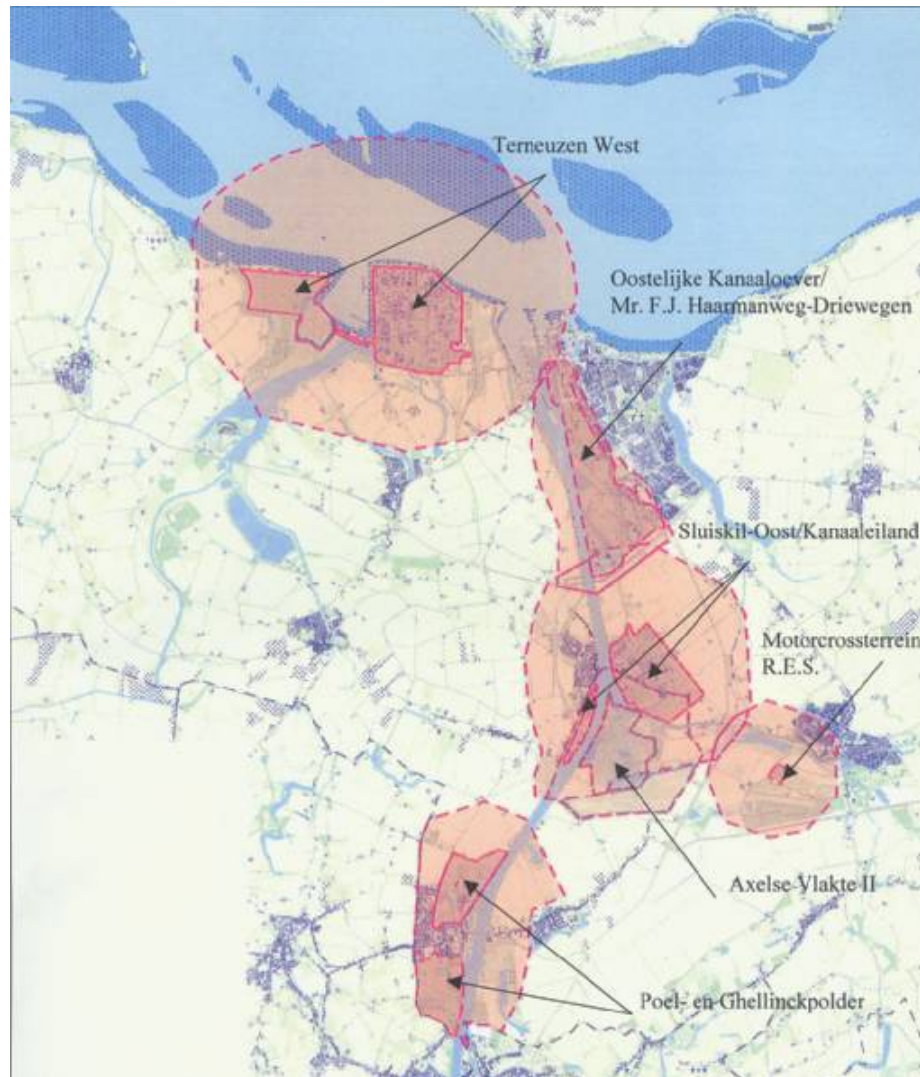 Terneuzen West
Oostelijke Kanaaloever/
Mr. F.J. Haarmanweg-Driewegen
Sluiskil-Oost/Kanaaleiland
Motorcrossterrein
R.E.S.
Axelse Vlakte II
Poel- en Ghellinckpolder